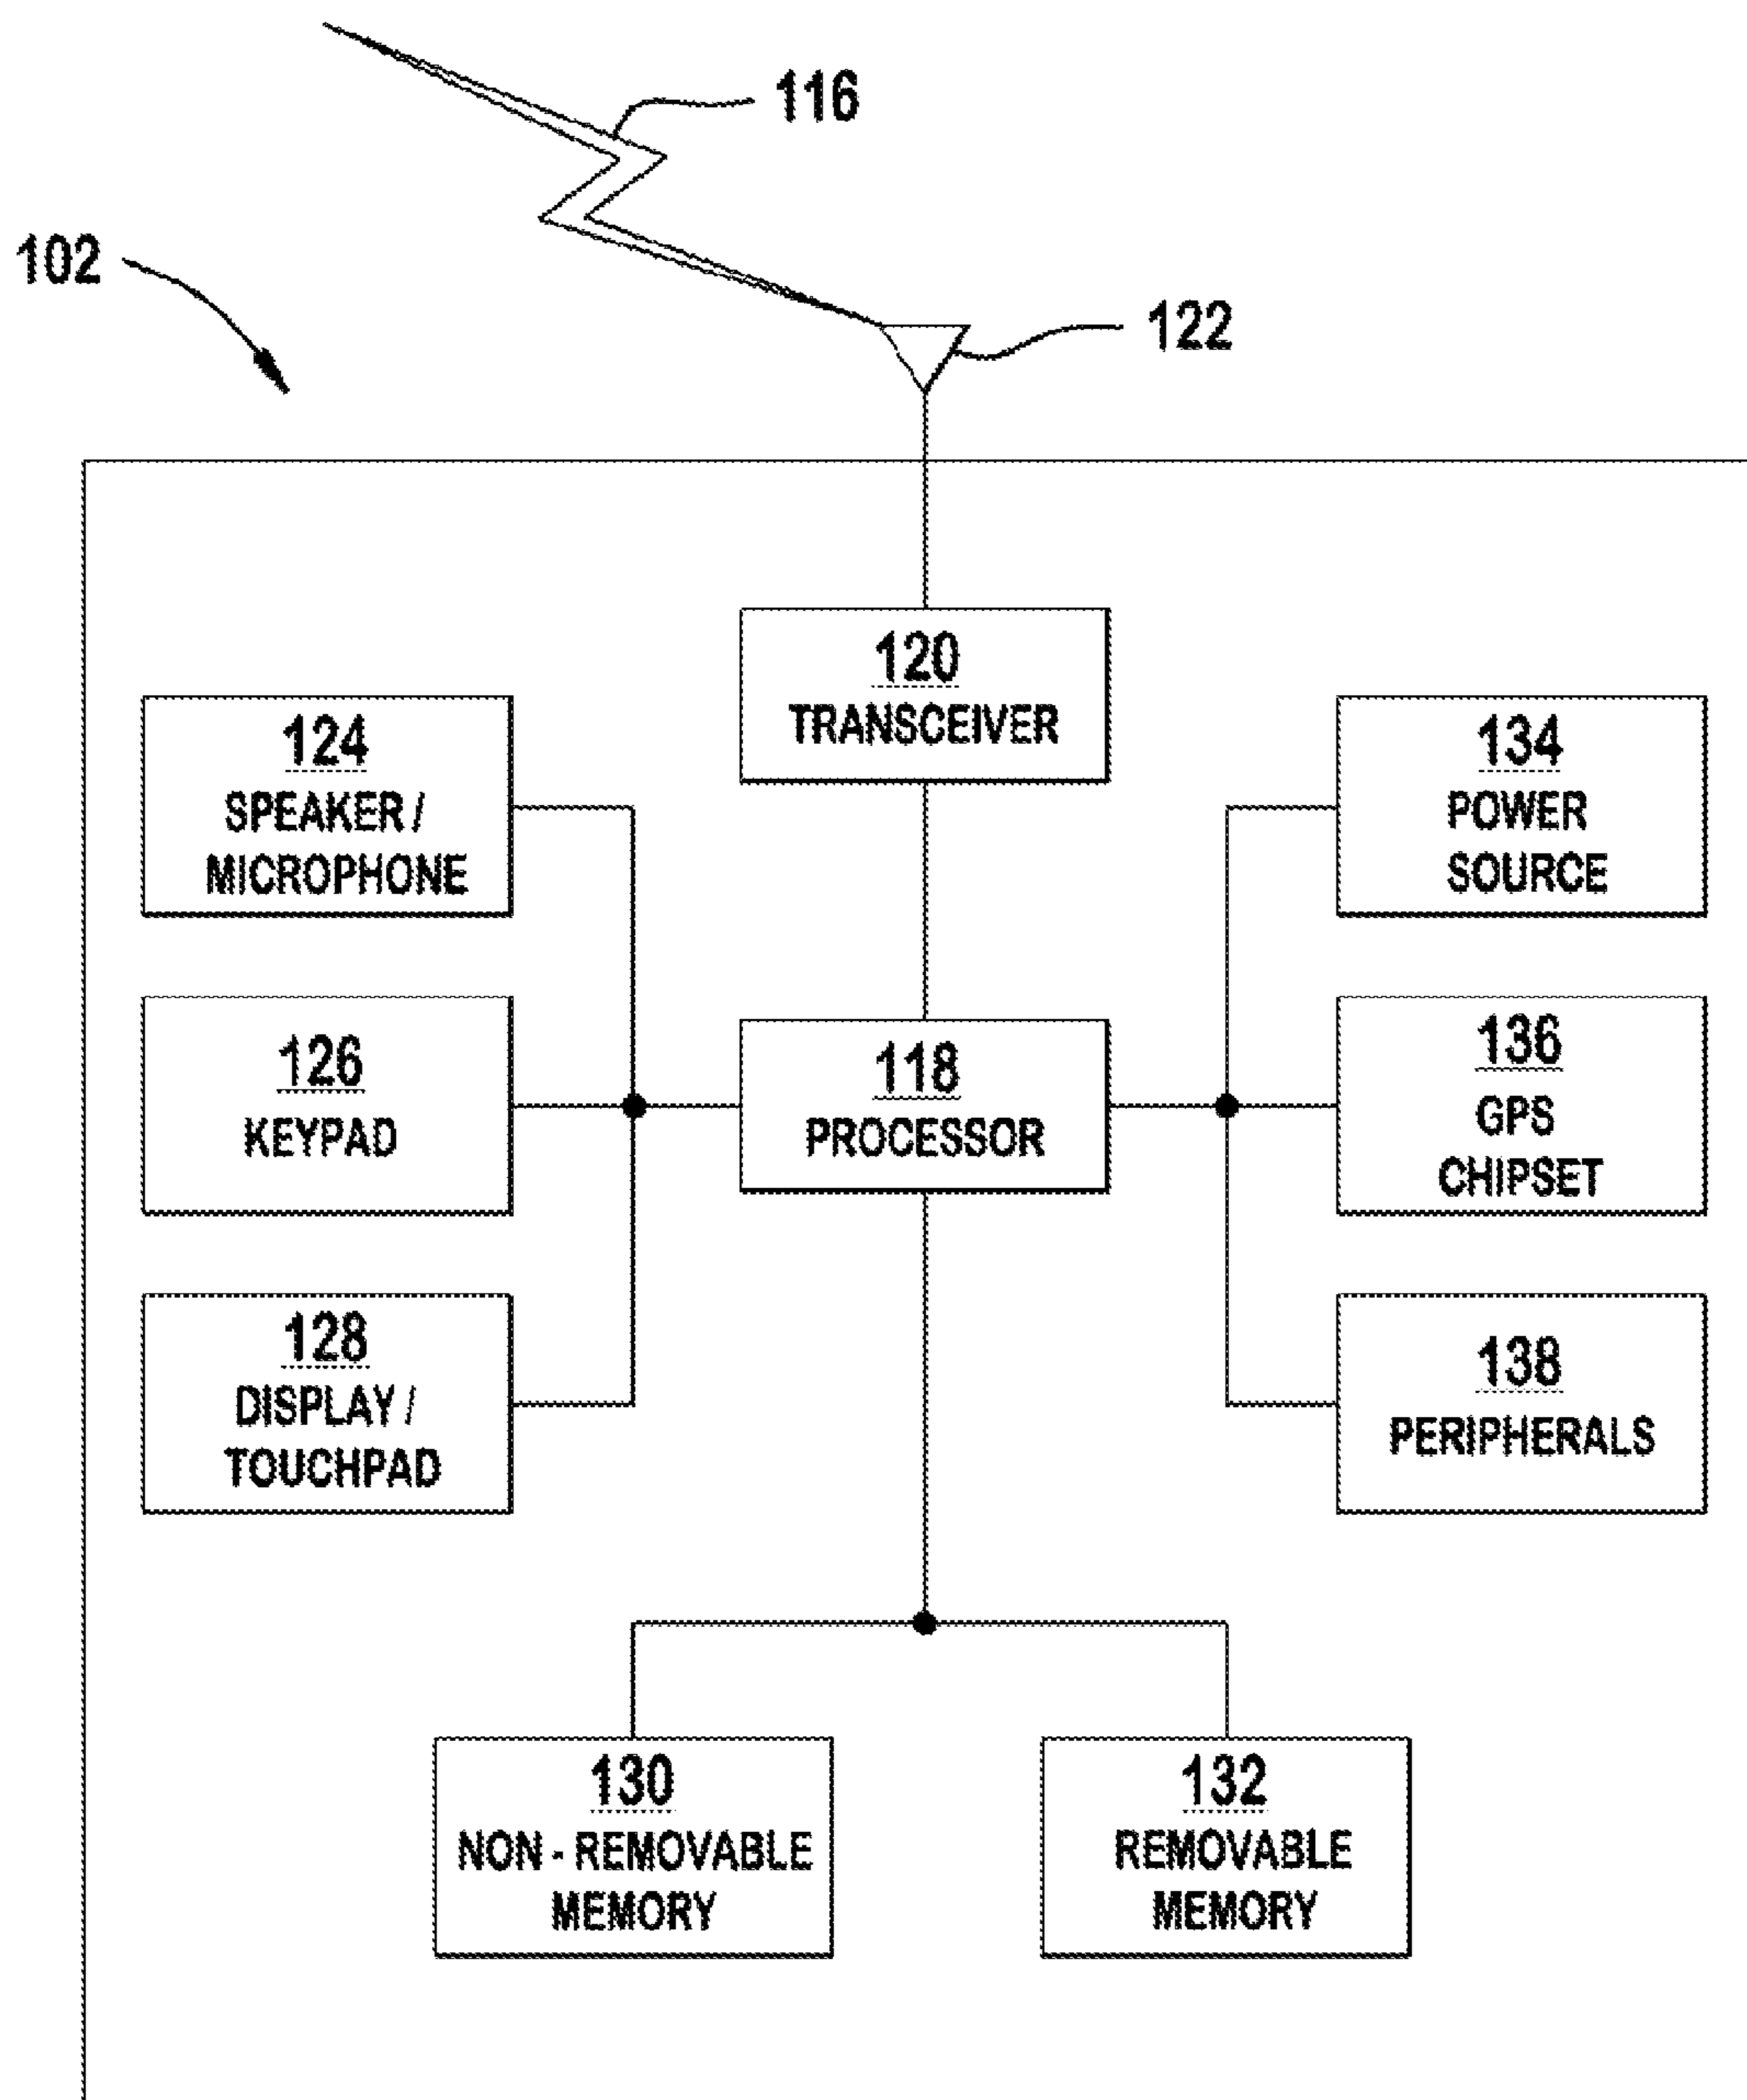 116
102
122
120
TRANSCEIVER
124
SPEAKER /
MICROPHONE
134
POWER
SOURCE
126
KEYPAD
118
PROCESSOR
136
GPS
CHIPSET
128
DISPLAY /
TOUCHPAD
138
PERIPHERALS
130
NON - REMOVABLE
MEMORY
132
REMOVABLE
MEMORY